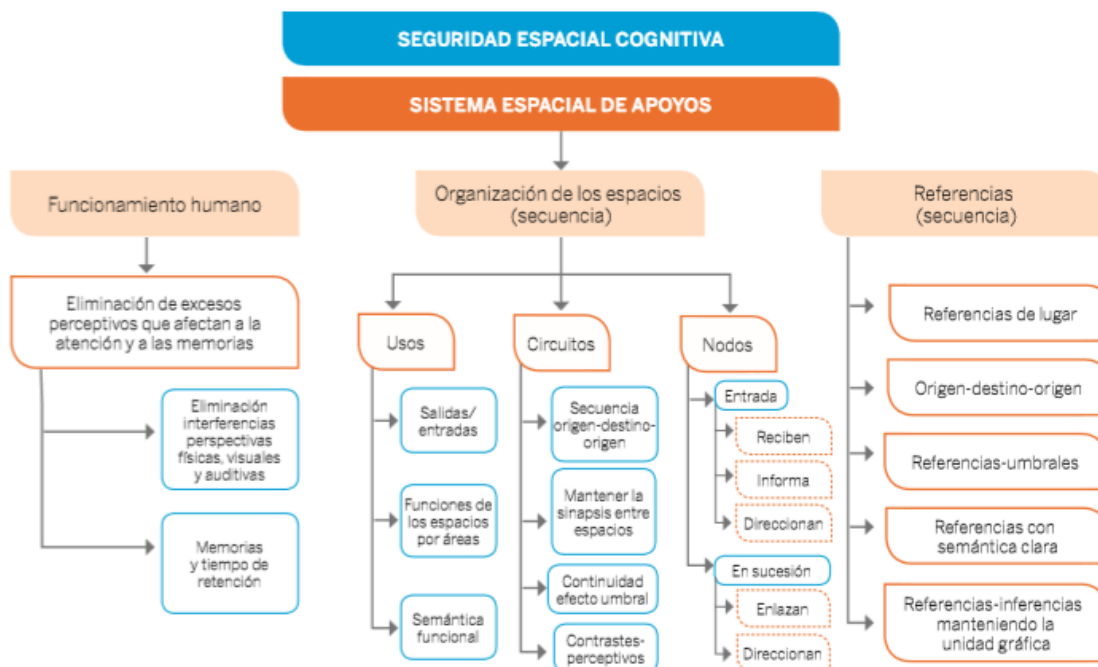 SEGURIDAD ESPACIAL COGNITIVA
SISTEMA ESPACIAL DE APOYOS
Funcionamiento humano
Eliminación de excesos
perceptivos que afectan a la
atención y a las memorias
Eliminación
interferencias
perspectivas
físicas, visuales
y auditivas
Memorias
y tiempo de
retención
Organización de los espacios
(secuencia)
Usos
Salidas/
entradas
Funciones de
los espacios
por áreas
Semántica
funcional
Circuitos
Secuencia
origen-destino-
origen
Mantener la
sinapsis entre
espacios
Continuidad
efecto umbral
Contrastes-
perceptivos
Nodos
Entrada
Reciben
Informa
Direccionan
En sucesión
Enlazan
Direccionan
Referencias
(secuencia)
Referencias de lugar
Origen-destino-origen
Referencias-umbrales
Referencias con
semántica clara
Referencias-inferencias
manteniendo la
unidad gráfica